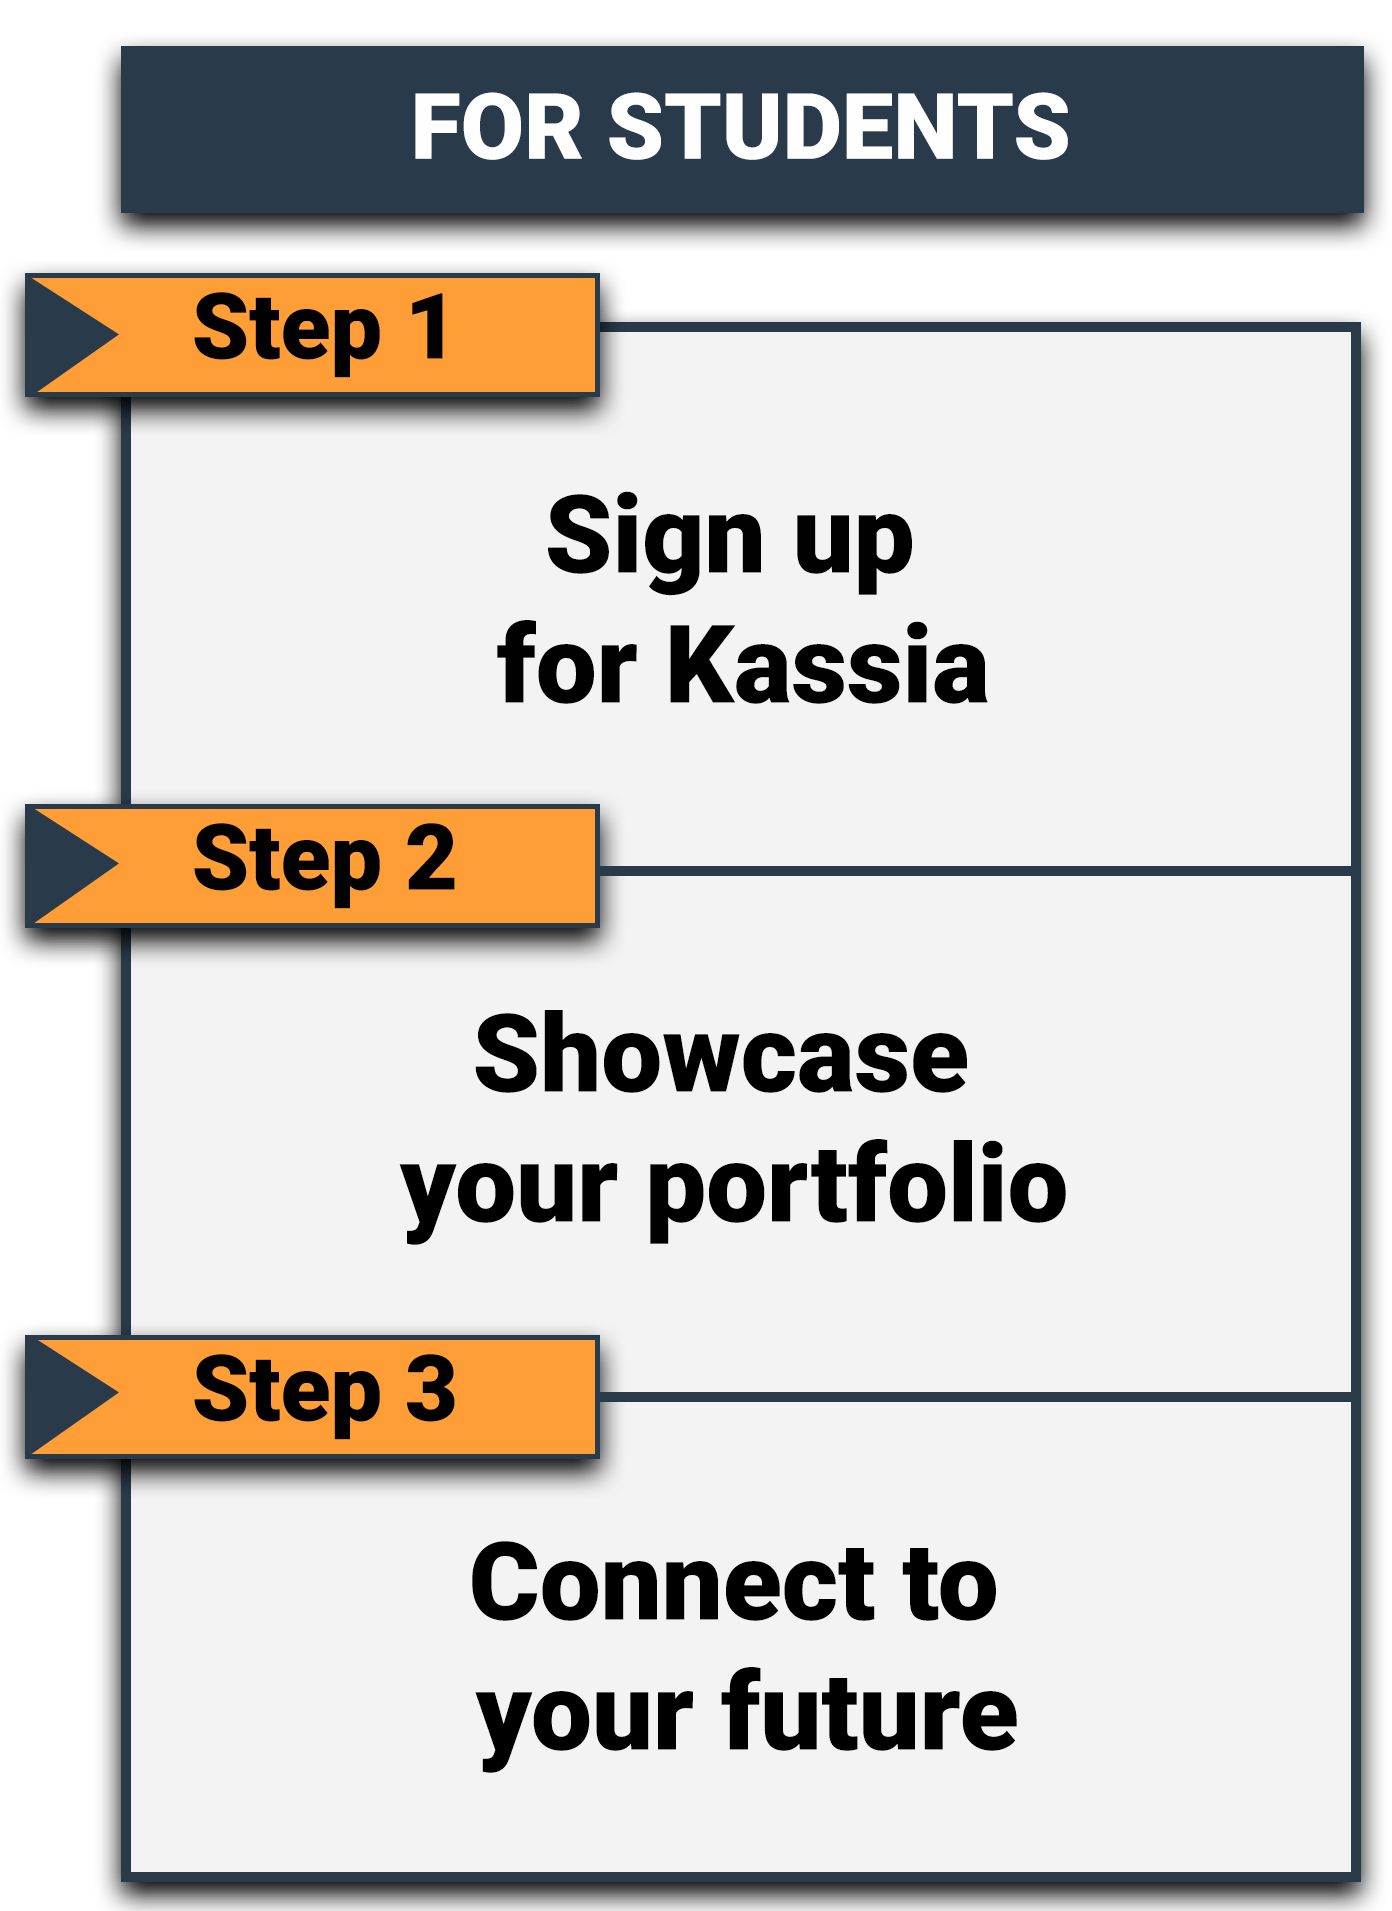 FOR STUDENTS
Step 1
Sign up
for Kassia
Step 2
Showcase
your portfolio
Step 3
Connect to
your future